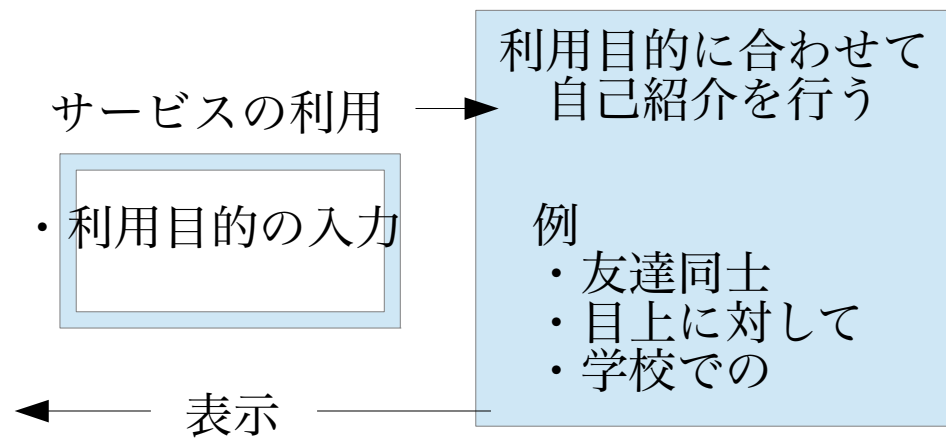 サービスの利用
・利用目的の入力
利用目的に合わせて
自己紹介を行う
例
・友達同士
・目上に対して
・学校での
表示